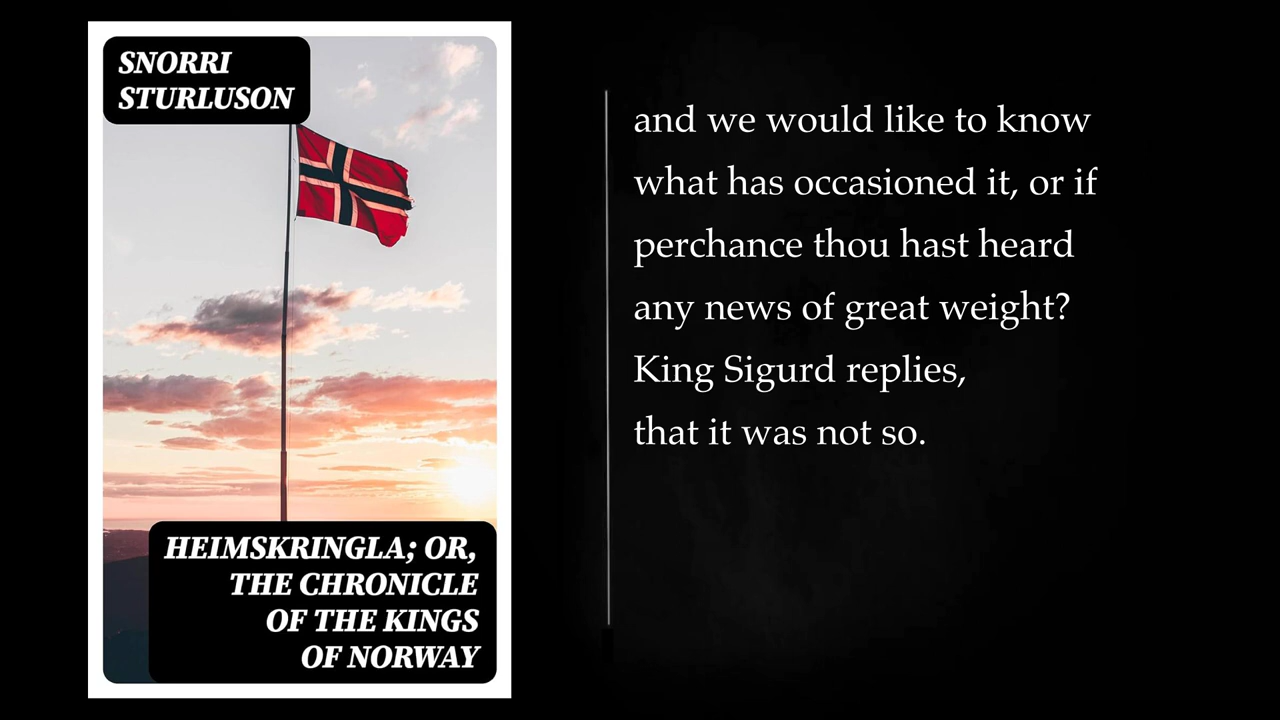 SNORRI
STURLUSON
HEIMSKRINGLA; OR,
THE CHRONICLE
OF THE KINGS
OF NORWAY
and we would like to know
what has occasioned it, or if
perchance thou hast heard
any news of great weight?
King Sigurd replies,
that it was not so.